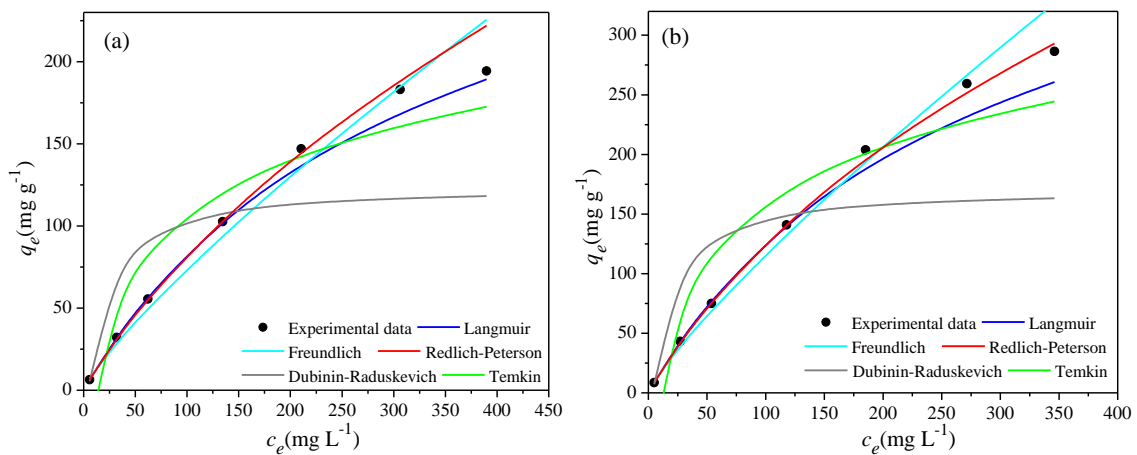 (a)
200
150
100
50
0
q_e(mg g⁻¹)
Experimental data
Langmuir
Freundlich
Redlich-Peterson
Dubinin-Raduskevich
Temkin
0 50 100 150 200 250 300 350 400 450
c_e(mg L⁻¹)
(b)
300
250
200
150
100
50
0
q_e(mg g⁻¹)
Experimental data
Langmuir
Freundlich
Redlich-Peterson
Dubinin-Raduskevich
Temkin
0 50 100 150 200 250 300 350 400
c_e(mg L⁻¹)